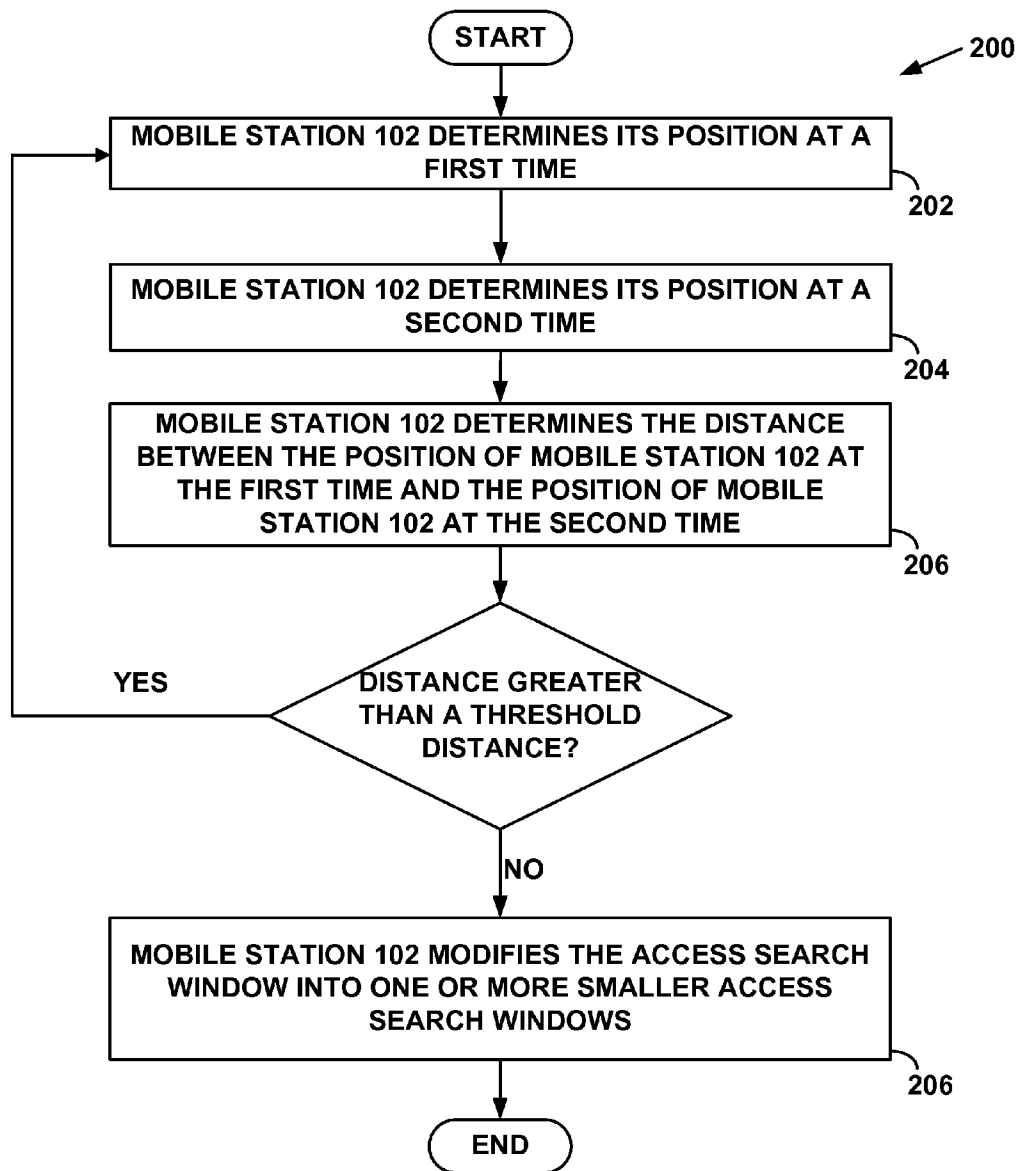 START
200
MOBILE STATION 102 DETERMINES ITS POSITION AT A
FIRST TIME
202
MOBILE STATION 102 DETERMINES ITS POSITION AT A
SECOND TIME
204
MOBILE STATION 102 DETERMINES THE DISTANCE
BETWEEN THE POSITION OF MOBILE STATION 102 AT
THE FIRST TIME AND THE POSITION OF MOBILE
STATION 102 AT THE SECOND TIME
206
YES
DISTANCE GREATER
THAN A THRESHOLD
DISTANCE?
NO
MOBILE STATION 102 MODIFIES THE ACCESS SEARCH
WINDOW INTO ONE OR MORE SMALLER ACCESS
SEARCH WINDOWS
206
END